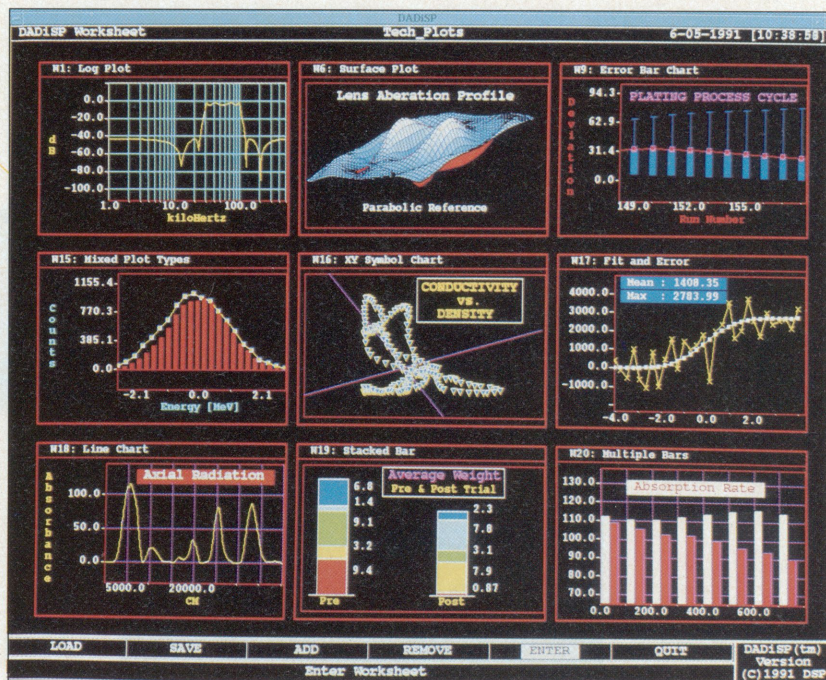 DADiSP
DADiSP Worksheet Tech_Plots 6-05-1991 [10:38:58]
W1: Log Plot
0.0
-20.0
-40.0
-60.0
-80.0
-100.0
dB
1.0 10.0 100.0
kiloHertz
W6: Surface Plot
Lens Aberation Profile
Parabolic Reference
W9: Error Bar Chart
PLATING PROCESS CYCLE
94.3
62.9
31.4
0.0
Deviation
149.0 152.0 155.0
Run Number
W15: Mixed Plot Types
1155.4
770.3
385.1
0.0
Counts
-2.1 0.0 2.1
Energy [MeV]
W16: XY Symbol Chart
CONDUCTIVITY
vs.
DENSITY
W17: Fit and Error
Mean : 1408.35
Max : 2783.99
4000.0
3000.0
2000.0
1000.0
0.0
-1000.0
-4.0 -2.0 0.0 2.0
W18: Line Chart
Axial Radiation
100.0
50.0
0.0
Absorbance
5000.0 20000.0
CM
W19: Stacked Bar
Average Weight
Pre & Post Trial
6.8
1.4
9.1
3.2
9.4
Pre
2.3
7.8
3.1
7.9
0.87
Post
W20: Multiple Bars
Absorption Rate
130.0
120.0
110.0
100.0
90.0
80.0
70.0
0.0 200.0 400.0 600.0
LOAD SAVE ADD REMOVE ENTER QUIT
Enter Worksheet
DADiSP(tm)
Version
(C)1991 DSP